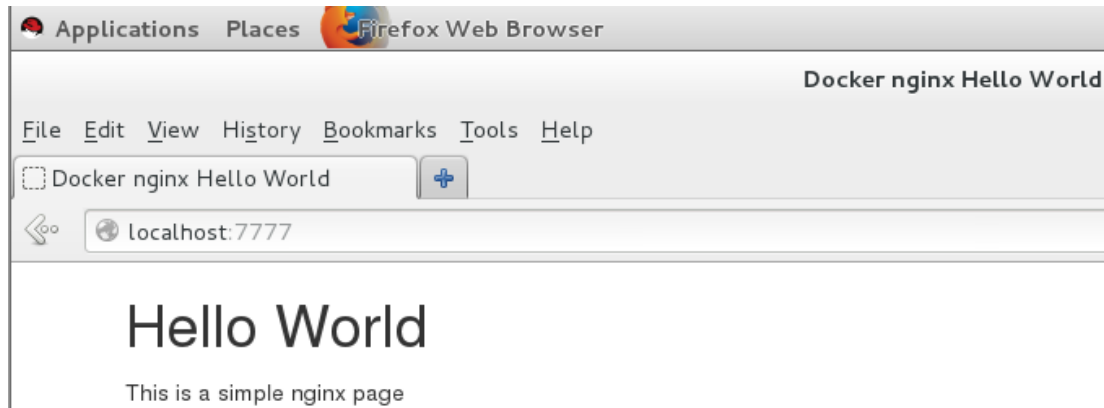 Applications Places Firefox Web Browser
Docker nginx Hello World
File Edit View History Bookmarks Tools Help
Docker nginx Hello World
localhost:7777
Hello World
This is a simple nginx page